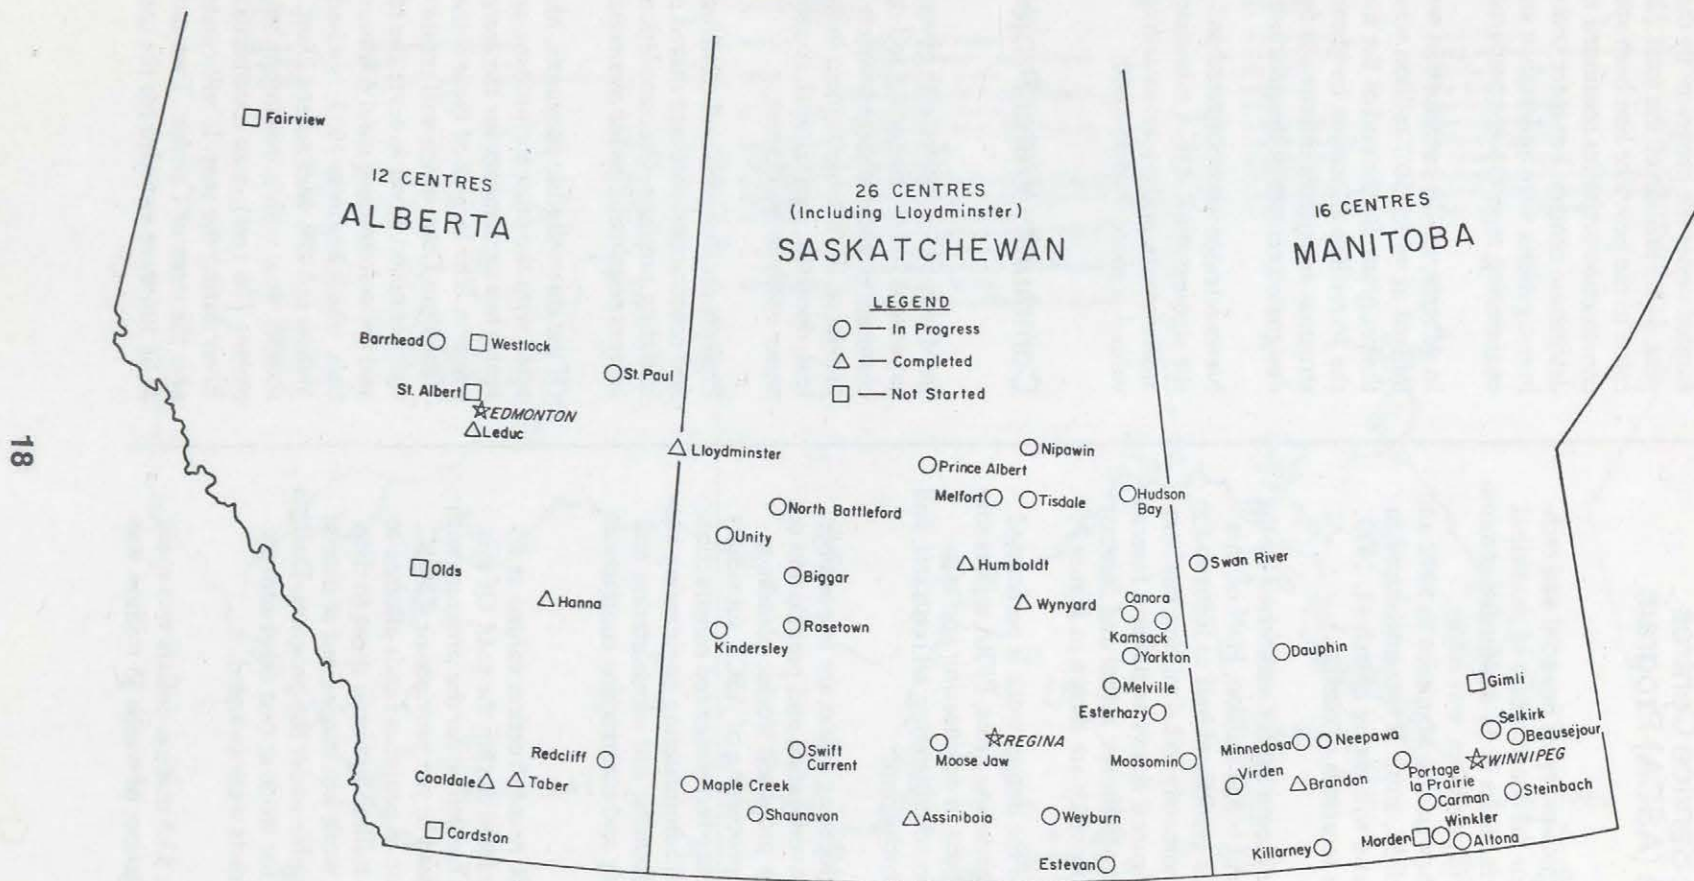 Fairview
12 CENTRES
ALBERTA
Barrhead
Westlock
St. Paul
St. Albert
EDMONTON
Leduc
Olds
Hanna
Redcliff
Coaldale
Taber
Cardston
26 CENTRES
(Including Lloydminster)
SASKATCHEWAN
LEGEND
— In Progress
— Completed
— Not Started
Lloydminster
Nipawin
Prince Albert
Melfort
Tisdale
Hudson
Bay
North Battleford
Unity
Biggar
Humboldt
Wynyard
Canora
Kamsack
Yorkton
Rosetown
Kindersley
Melville
Esterhazy
Swift
Current
Moose Jaw
REGINA
Moosomin
Maple Creek
Shaunavon
Assiniboia
Weyburn
Estevan
16 CENTRES
MANITOBA
Swan River
Dauphin
Gimli
Selkirk
Beausejour
Minnedosa
Neepawa
Virden
Brandon
Portage
la Prairie
WINNIPEG
Carman
Steinbach
Killarney
Morden
Winkler
Altona
18